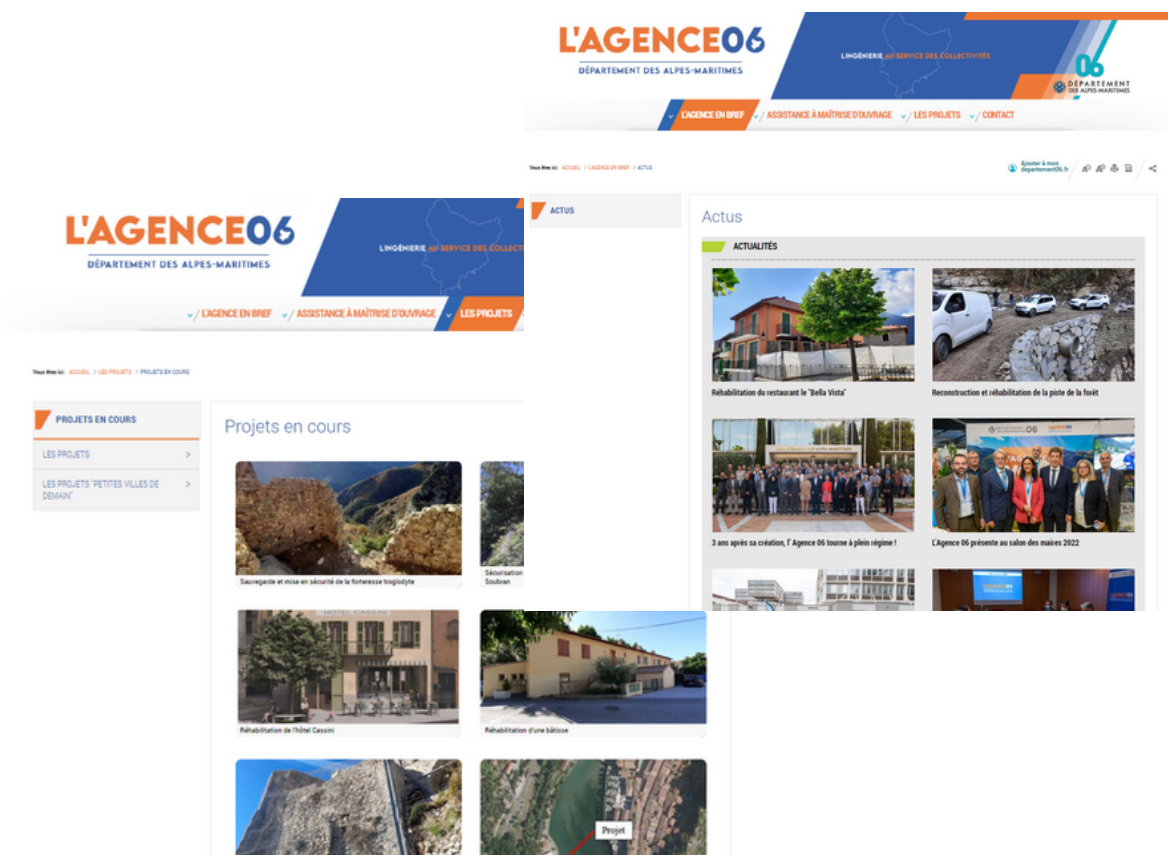 L'AGENCE06
DÉPARTEMENT DES ALPES-MARITIMES
L'INGÉNIERIE AU SERVICE DES COLLECTIVITÉS
06
DÉPARTEMENT
DES ALPES-MARITIMES
L'AGENCE EN BREF / ASSISTANCE À MAÎTRISE D'OUVRAGE / LES PROJETS / CONTACT
Vous êtes ici: ACCUEIL > L'AGENCE EN BREF > ACTUS
Ajouter à mon
departement06.fr
ACTUS
Actus
ACTUALITÉS
Réhabilitation du restaurant le "Bella Vista"
Reconstruction et réhabilitation de la piste de la forêt
3 ans après sa création, l' Agence 06 tourne à plein régime !
L'Agence 06 présente au salon des maires 2022
L'AGENCE06
DÉPARTEMENT DES ALPES-MARITIMES
L'INGÉNIERIE AU SERVICE DES COLLECT
/ L'AGENCE EN BREF / ASSISTANCE À MAÎTRISE D'OUVRAGE LES PROJETS
Vous êtes ici: ACCUEIL > LES PROJETS > PROJETS EN COURS
PROJETS EN COURS
LES PROJETS >
LES PROJETS "PETITES VILLES DE >
DEMAIN"
Projets en cours
Sauvegarde et mise en sécurité de la forteresse troglodyte
Sécurisation
Soubran
HÔTEL CASSINI
Réhabilitation de l'hôtel Cassini
Réhabilitation d'une bâtisse
Projet